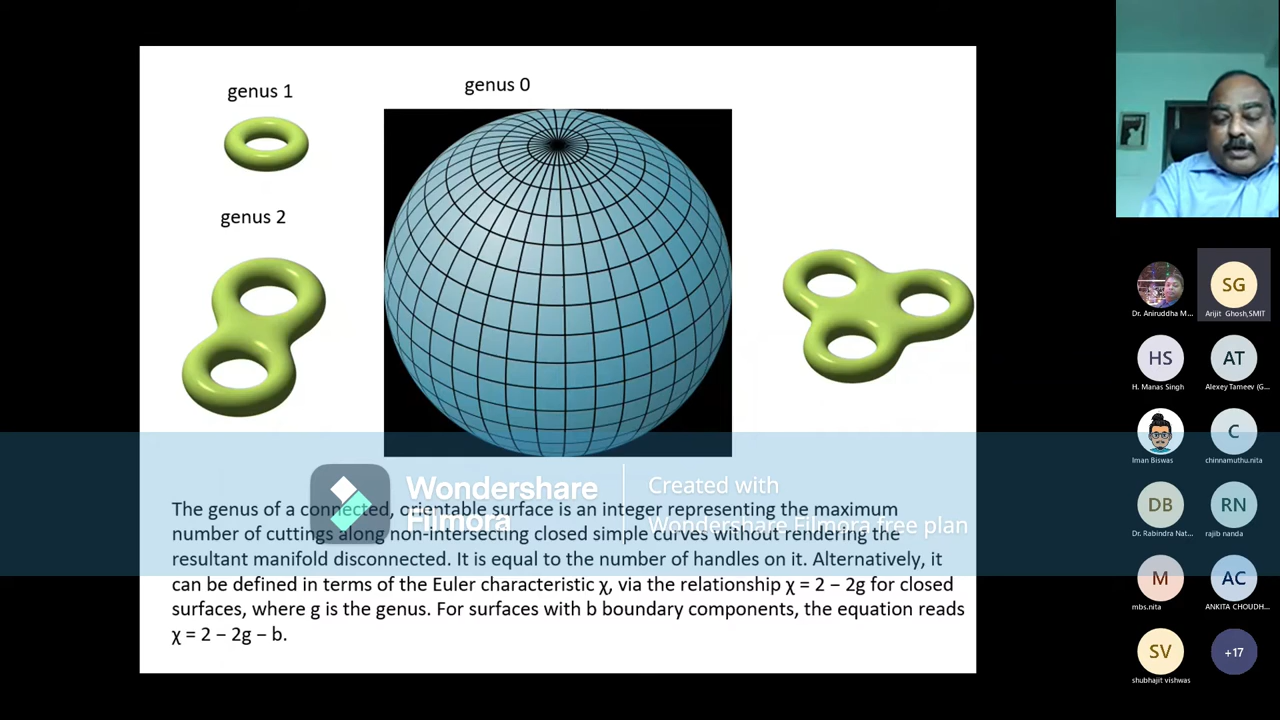 genus 1
genus 0
genus 2
The genus of a connected, orientable surface is an integer representing the maximum
number of cuttings along non-intersecting closed simple curves without rendering the
resultant manifold disconnected. It is equal to the number of handles on it. Alternatively, it
can be defined in terms of the Euler characteristic χ, via the relationship χ = 2 − 2g for closed
surfaces, where g is the genus. For surfaces with b boundary components, the equation reads
χ = 2 − 2g − b.
Wondershare
Filmora
Created with
Wondershare Filmora free plan
Dr. Aniruddha M...
SG
Arijit Ghosh,SMIT
HS
H. Manas Singh
AT
Alexey Tameev (G...
Iman Biswas
C
chinnamuthu.nita
DB
Dr. Rabindra Nat...
RN
rajib nanda
M
mbs.nita
AC
ANKITA CHOUDH...
SV
shubhajit vishwas
+17